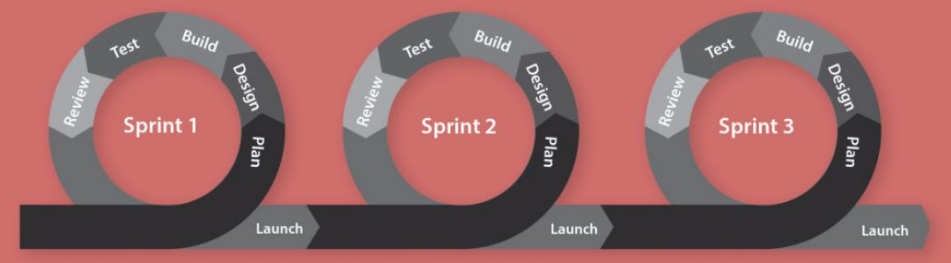 Test
Build
Review
Design
Sprint 1
Plan
Launch
Test
Build
Review
Design
Sprint 2
Plan
Launch
Test
Build
Review
Design
Sprint 3
Plan
Launch